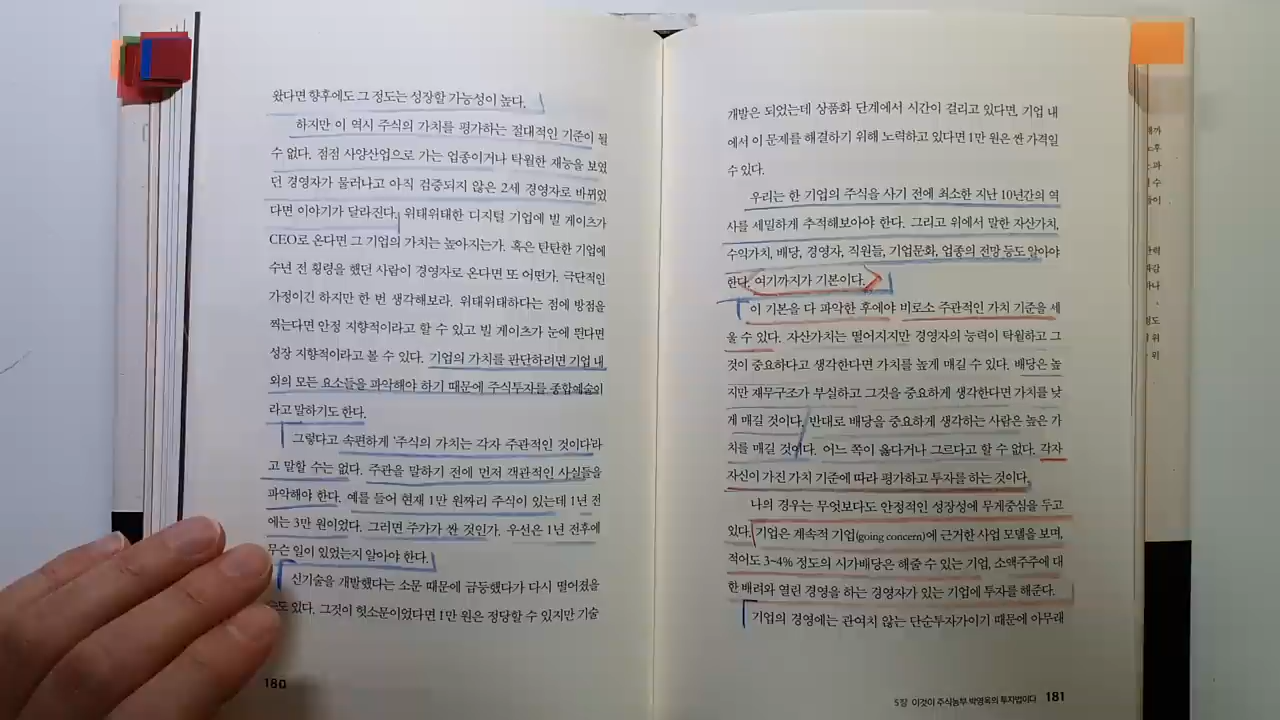 왔다면 향후에도 그 정도는 성장할 가능성이 높다.
하지만 이 역시 주식의 가치를 평가하는 절대적인 기준이 될
수 없다. 점점 사양산업으로 가는 업종이거나 탁월한 재능을 보였
던 경영자가 물러나고 아직 검증되지 않은 2세 경영자로 바뀌었
다면 이야기가 달라진다. 위태위태한 디지털 기업에 빌 게이츠가
CEO로 온다면 그 기업의 가치는 높아지는가. 혹은 탄탄한 기업에
수년 전 횡령을 했던 사람이 경영자로 온다면 또 어떤가. 극단적인
가정이긴 하지만 한 번 생각해보라. 위태위태하다는 점에 방점을
찍는다면 안정 지향적이라고 할 수 있고 빌 게이츠가 눈에 띈다면
성장 지향적이라고 볼 수 있다. 기업의 가치를 판단하려면 기업 내
외의 모든 요소들을 파악해야 하기 때문에 주식투자를 종합예술이
라고 말하기도 한다.
그렇다고 속편하게 '주식의 가치는 각자 주관적인 것이다'라
고 말할 수는 없다. 주관을 말하기 전에 먼저 객관적인 사실들을
파악해야 한다. 예를 들어 현재 1만 원짜리 주식이 있는데 1년 전
에는 3만 원이었다. 그러면 주가가 싼 것인가. 우선은 1년 전후에
무슨 일이 있었는지 알아야 한다.
신기술을 개발했다는 소문 때문에 급등했다가 다시 떨어졌을
수도 있다. 그것이 헛소문이었다면 1만 원은 정당할 수 있지만 기술
180
개발은 되었는데 상품화 단계에서 시간이 걸리고 있다면, 기업 내
에서 이 문제를 해결하기 위해 노력하고 있다면 1만 원은 싼 가격일
수 있다.
우리는 한 기업의 주식을 사기 전에 최소한 지난 10년간의 역
사를 세밀하게 추적해보아야 한다. 그리고 위에서 말한 자산가치,
수익가치, 배당, 경영자, 직원들, 기업문화, 업종의 전망 등도 알아야
한다. 여기까지가 기본이다.
이 기본을 다 파악한 후에야 비로소 주관적인 가치 기준을 세
울 수 있다. 자산가치는 떨어지지만 경영자의 능력이 탁월하고 그
것이 중요하다고 생각한다면 가치를 높게 매길 수 있다. 배당은 높
지만 재무구조가 부실하고 그것을 중요하게 생각한다면 가치를 낮
게 매길 것이다. 반대로 배당을 중요하게 생각하는 사람은 높은 가
치를 매길 것이다. 어느 쪽이 옳다거나 그르다고 할 수 없다. 각자
자신이 가진 가치 기준에 따라 평가하고 투자를 하는 것이다.
나의 경우는 무엇보다도 안정적인 성장성에 무게중심을 두고
있다. 기업은 계속적 기업(going concern)에 근거한 사업 모델을 보며,
적어도 3~4% 정도의 시가배당은 해줄 수 있는 기업, 소액주주에 대
한 배려와 열린 경영을 하는 경영자가 있는 기업에 투자를 해준다.
기업의 경영에는 관여치 않는 단순투자가이기 때문에 아무래
5장 이것이 주식농부 박영옥의 투자법이다 181